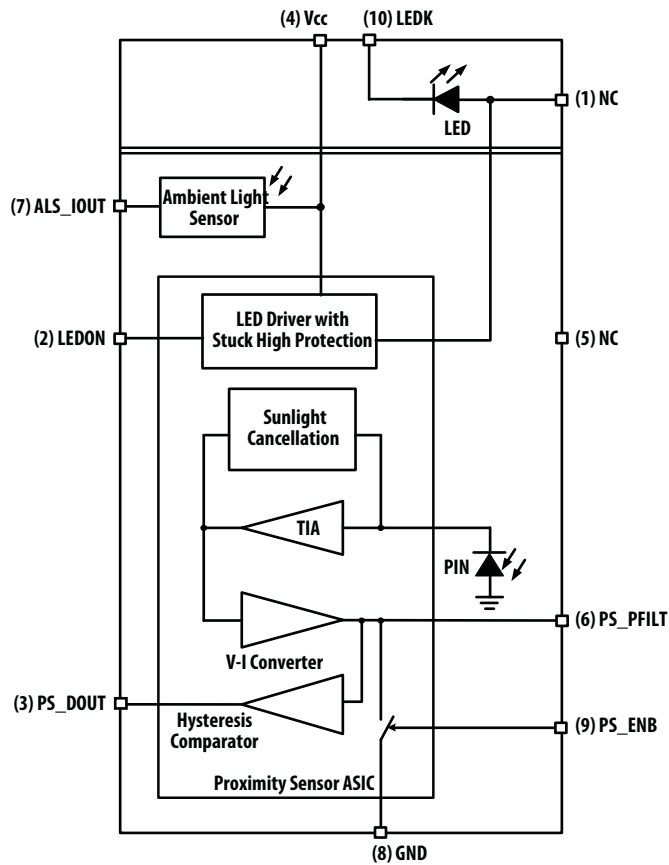 (4) Vcc
(10) LEDK
LED
(1) NC
(7) ALS_IOUT
Ambient Light
Sensor
(2) LEDON
LED Driver with
Stuck High Protection
(5) NC
Sunlight
Cancellation
TIA
PIN
(6) PS_PFILT
V-I Converter
(3) PS_DOUT
Hysteresis
Comparator
(9) PS_ENB
Proximity Sensor ASIC
(8) GND